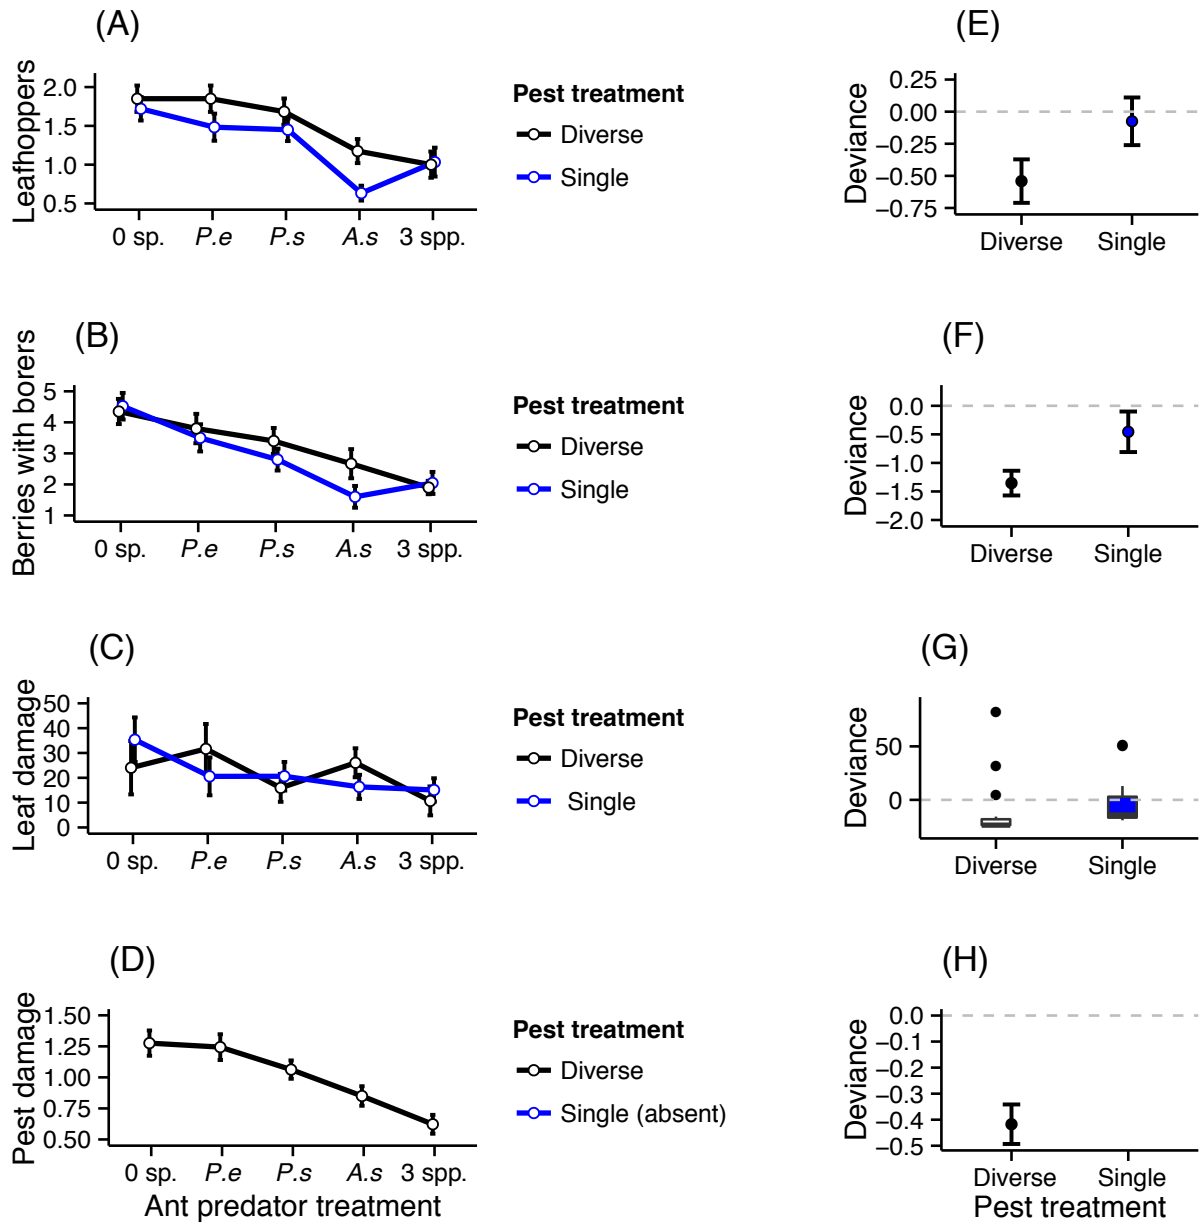 (A)
Leafhoppers
2.0
1.5
1.0
0.5
0 sp. P.e P.s A.s 3 spp.
Pest treatment
Diverse
Single
(E)
Deviance
0.25
0.00
−0.25
−0.50
−0.75
Diverse Single
(B)
Berries with borers
5
4
3
2
1
0 sp. P.e P.s A.s 3 spp.
Pest treatment
Diverse
Single
(F)
Deviance
0.0
−0.5
−1.0
−1.5
−2.0
Diverse Single
(C)
Leaf damage
50
40
30
20
10
0
0 sp. P.e P.s A.s 3 spp.
Pest treatment
Diverse
Single
(G)
Deviance
50
0
Diverse Single
(D)
Pest damage
1.50
1.25
1.00
0.75
0.50
0 sp. P.e P.s A.s 3 spp.
Ant predator treatment
Pest treatment
Diverse
Single (absent)
(H)
Deviance
0.0
−0.1
−0.2
−0.3
−0.4
−0.5
Diverse Single
Pest treatment